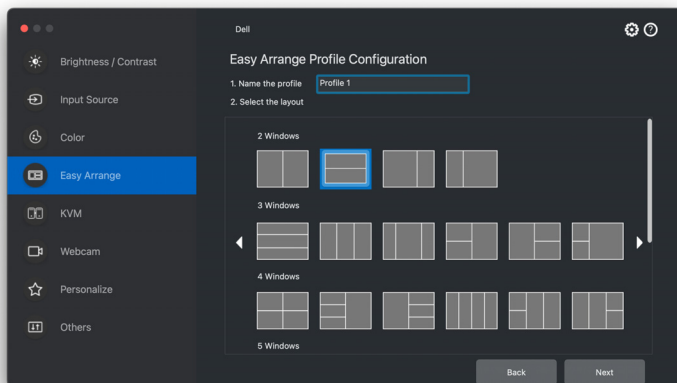 Dell
Brightness / Contrast
Input Source
Color
Easy Arrange
KVM
Webcam
Personalize
Others
Easy Arrange Profile Configuration
1. Name the profile
Profile 1
2. Select the layout
2 Windows
3 Windows
4 Windows
5 Windows
Back
Next